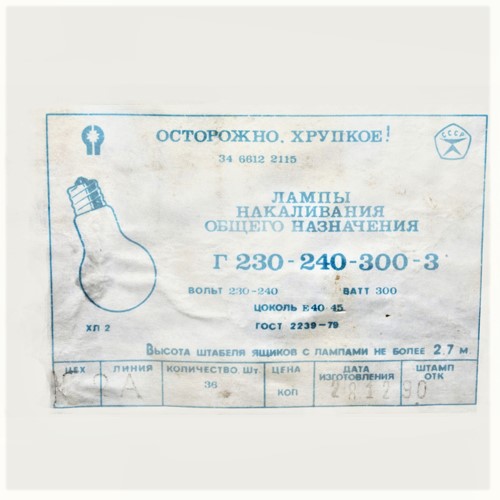 ОСТОРОЖНО, ХРУПКОЕ!
СССР
34 6612 2115
ЛАМПЫ
НАКАЛИВАНИЯ
ОБЩЕГО НАЗНАЧЕНИЯ
Г 230-240-300-3
ВОЛЬТ 230-240 ВАТТ 300
ЦОКОЛЬ Е40/45
ГОСТ 2239-79
ХЛ 2
ВЫСОТА ШТАБЕЛЯ ЯЩИКОВ С ЛАМПАМИ НЕ БОЛЕЕ 2,7 М.
ЦЕХ ЛИНИЯ КОЛИЧЕСТВО ШТ. ЦЕНА ДАТА ИЗГОТОВЛЕНИЯ ШТАМП ОТК
А 36 КОП 28 12 90